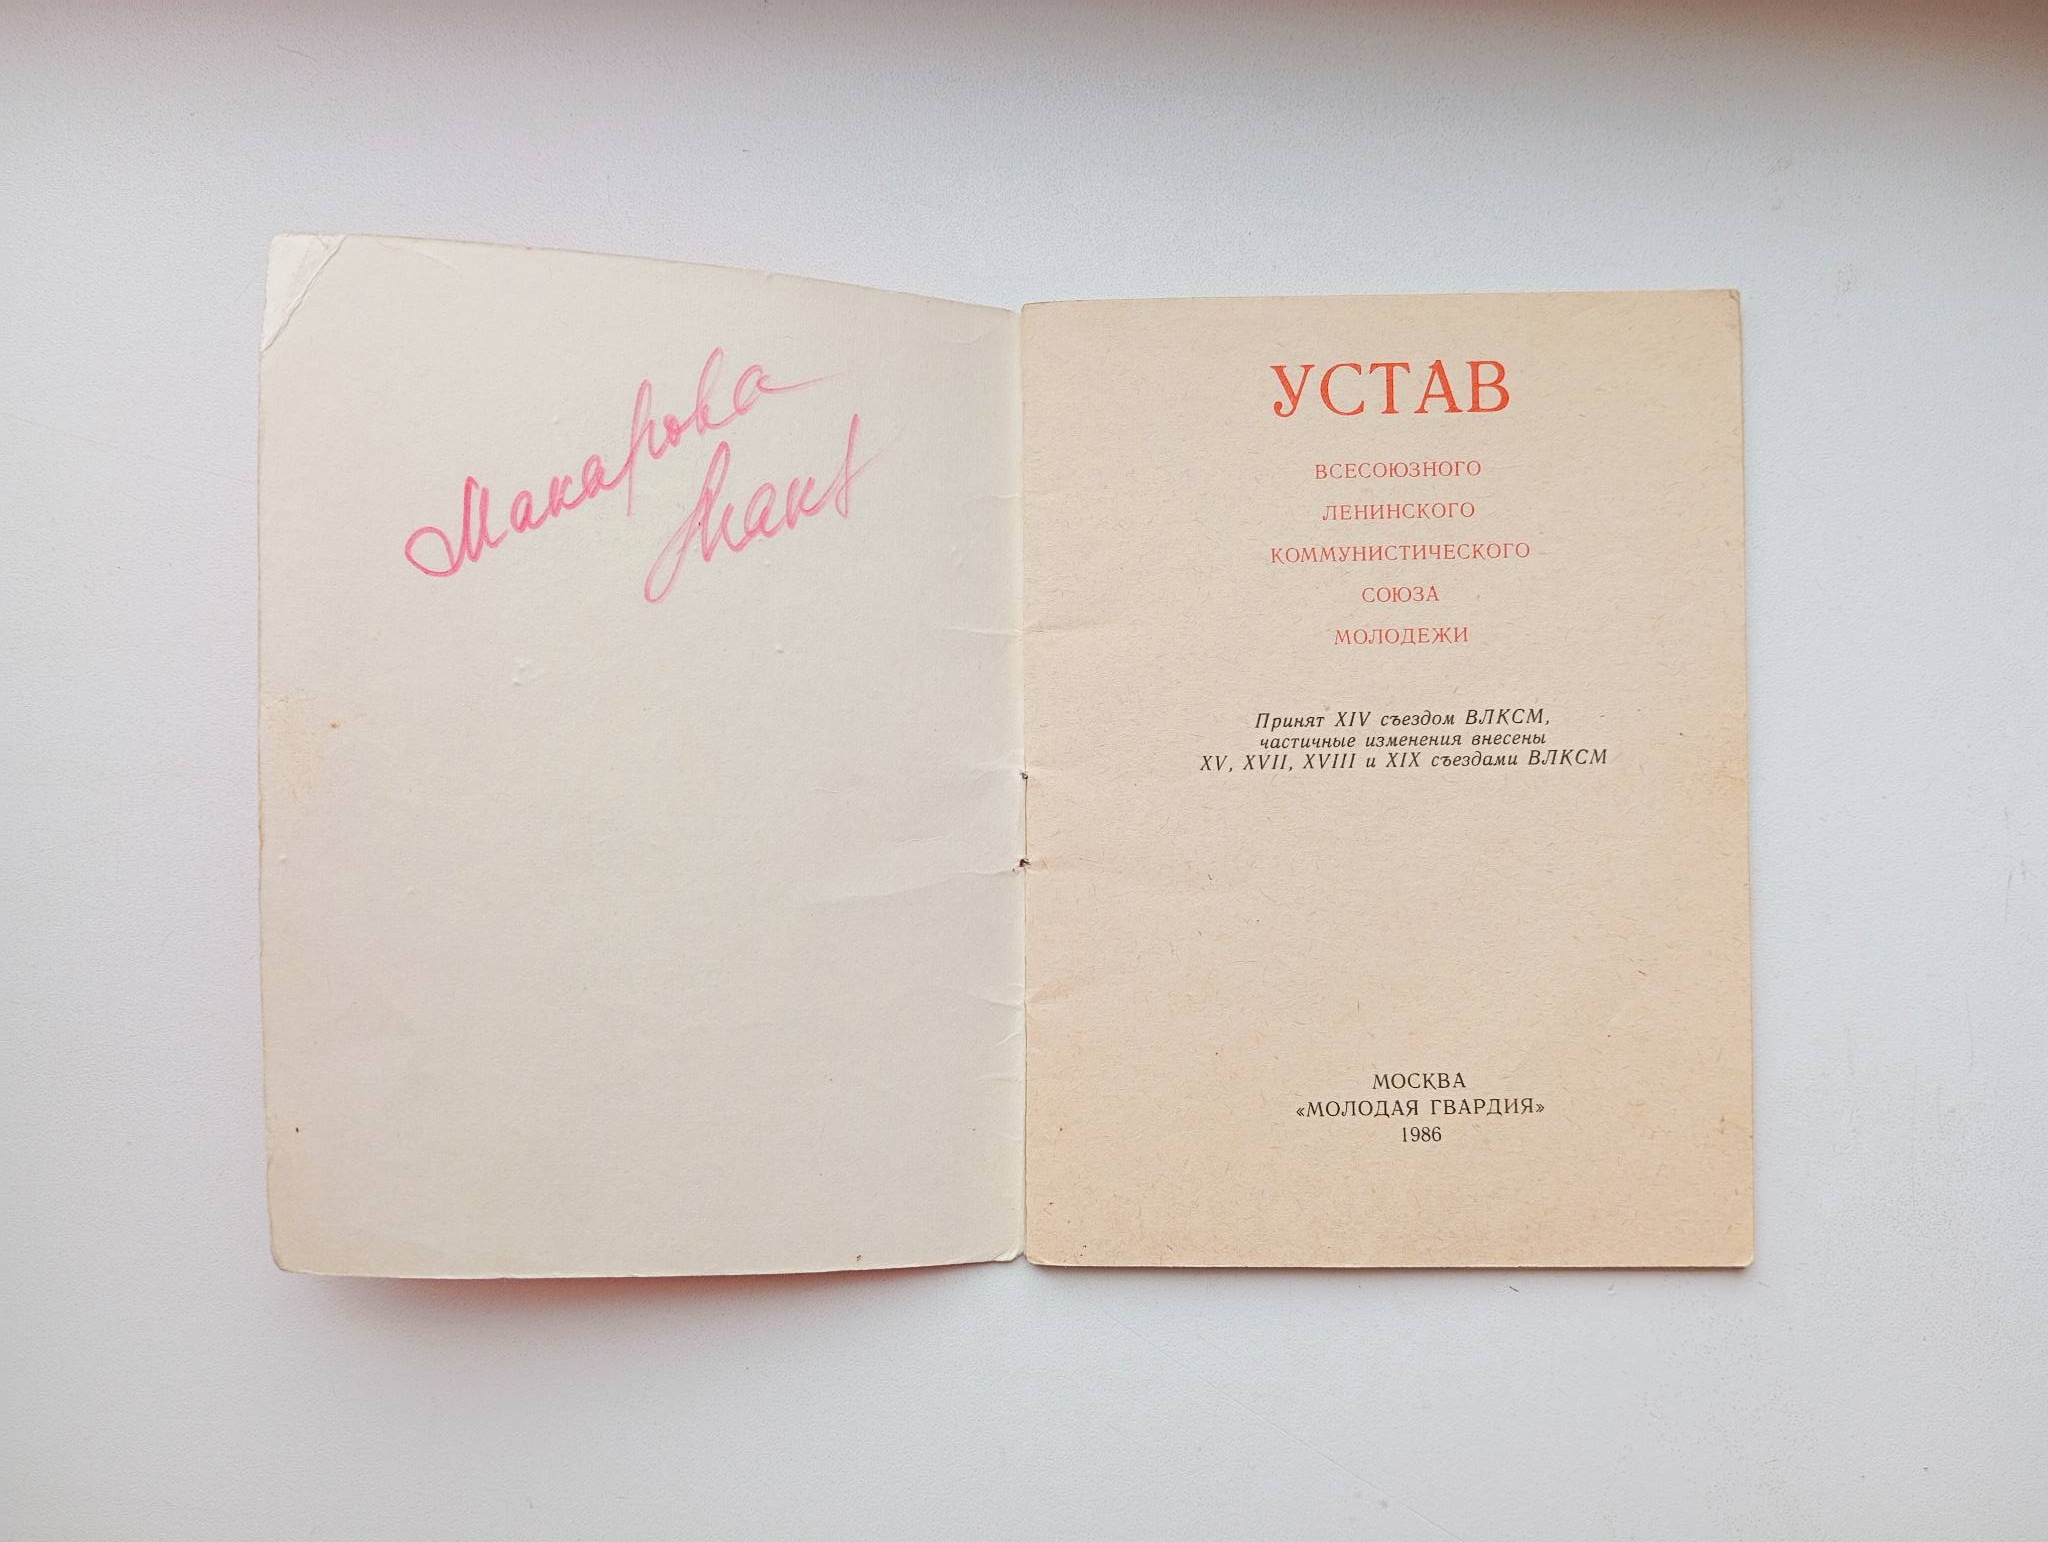 Макарова
УСТАВ
ВСЕСОЮЗНОГО
ЛЕНИНСКОГО
КОММУНИСТИЧЕСКОГО
СОЮЗА
МОЛОДЕЖИ
Принят XIV съездом ВЛКСМ,
частичные изменения внесены
XV, XVII, XVIII и XIX съездами ВЛКСМ
МОСКВА
«МОЛОДАЯ ГВАРДИЯ»
1986